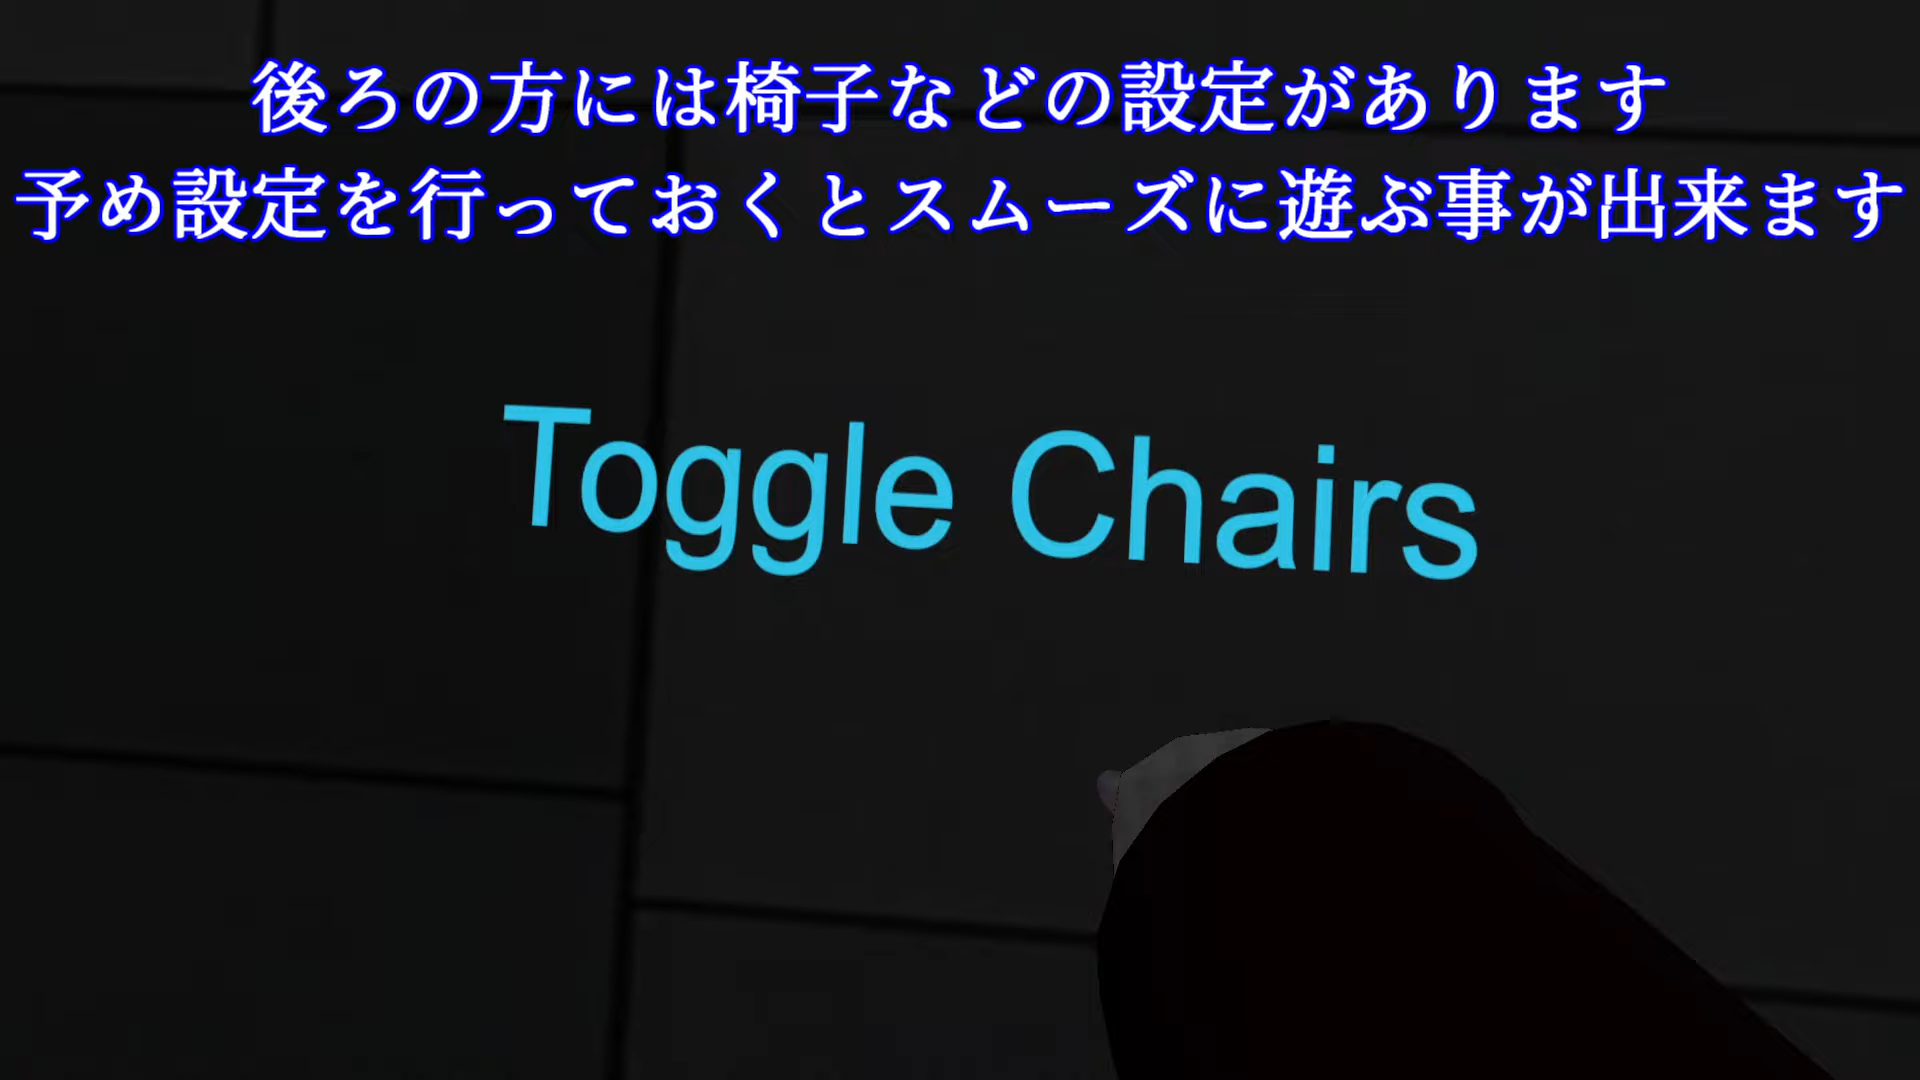 後ろの方には椅子などの設定があります
予め設定を行っておくとスムーズに遊ぶ事が出来ます
Toggle Chairs